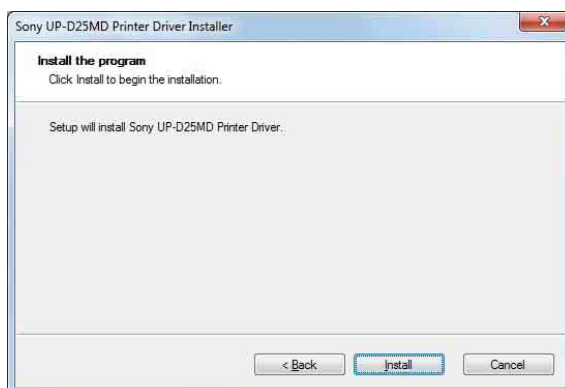 Sony UP-D25MD Printer Driver Installer
Install the program
Click Install to begin the installation.
Setup will install Sony UP-D25MD Printer Driver.
< Back
Install
Cancel